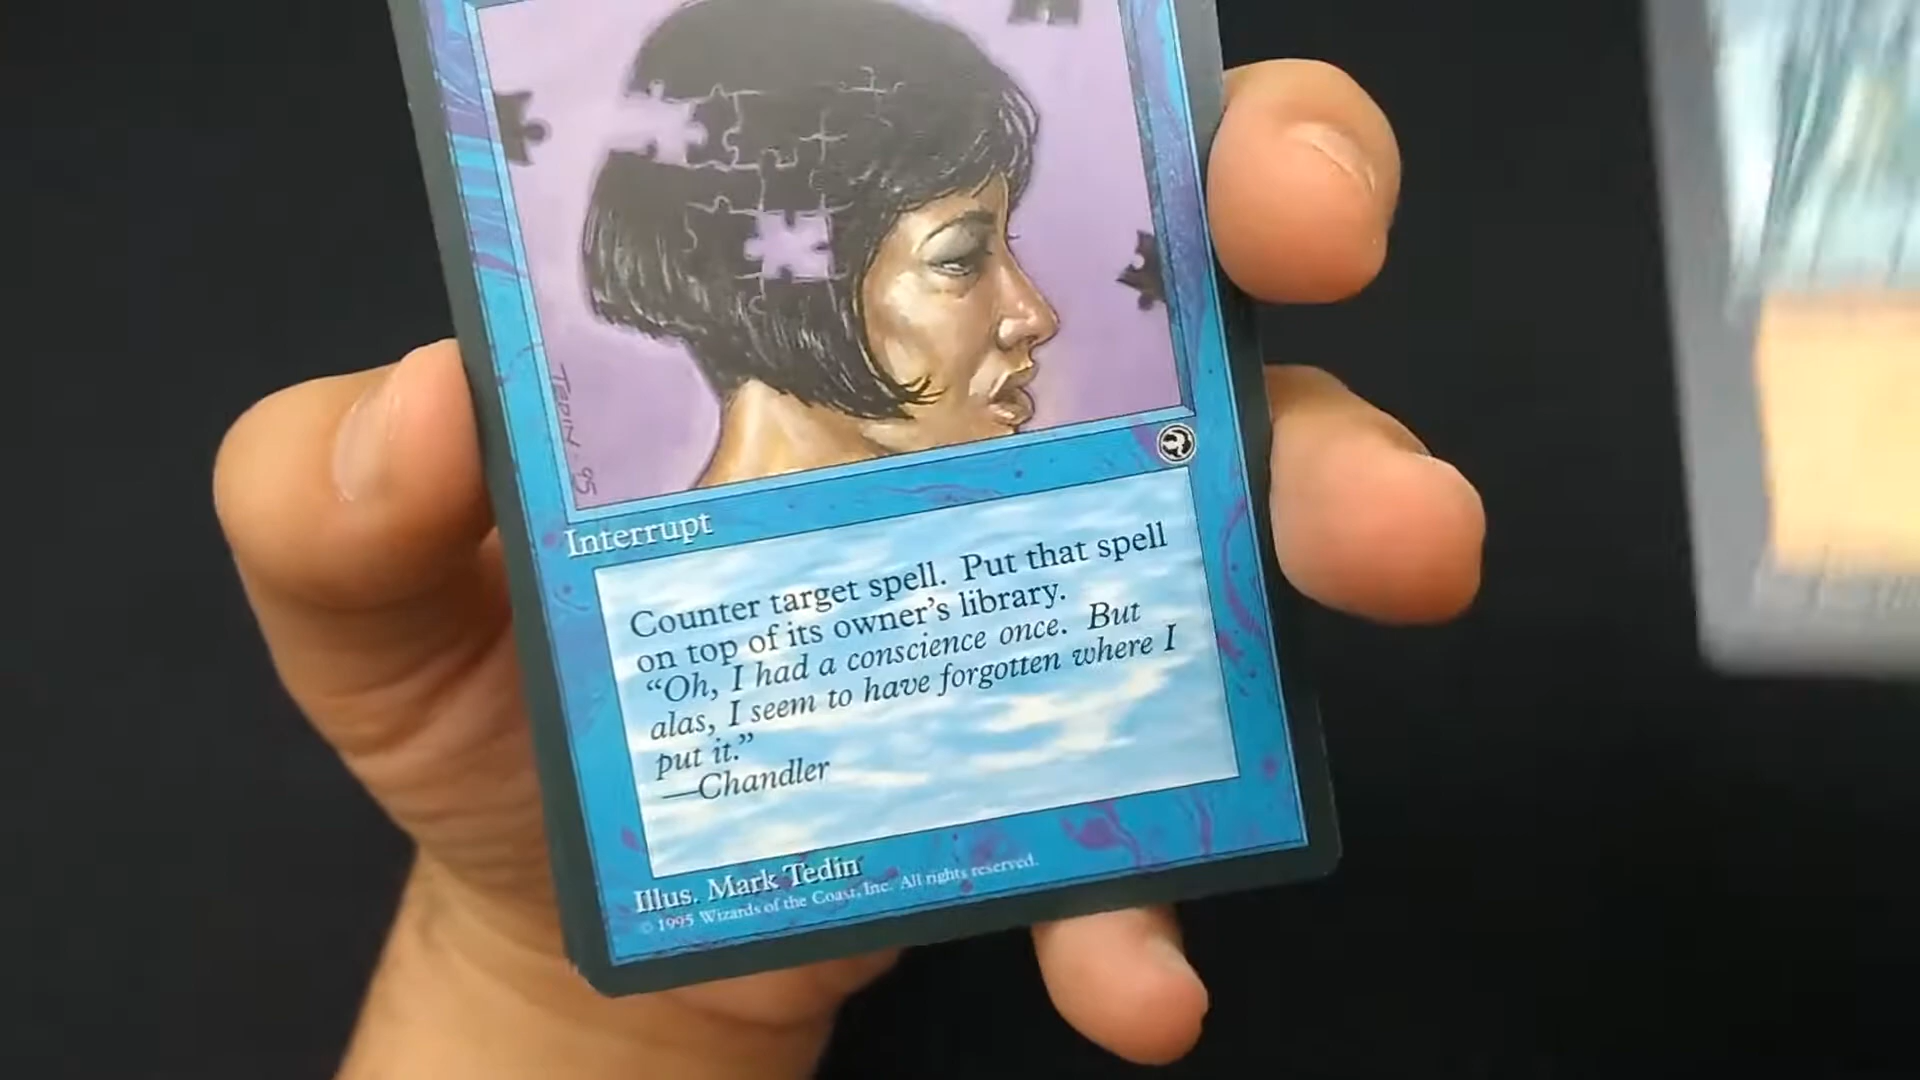 TEDIN . 95
Interrupt
Counter target spell. Put that spell
on top of its owner's library.
“Oh, I had a conscience once. But
alas, I seem to have forgotten where I
put it.”
—Chandler
Illus. Mark Tedin
© 1995 Wizards of the Coast, Inc. All rights reserved.